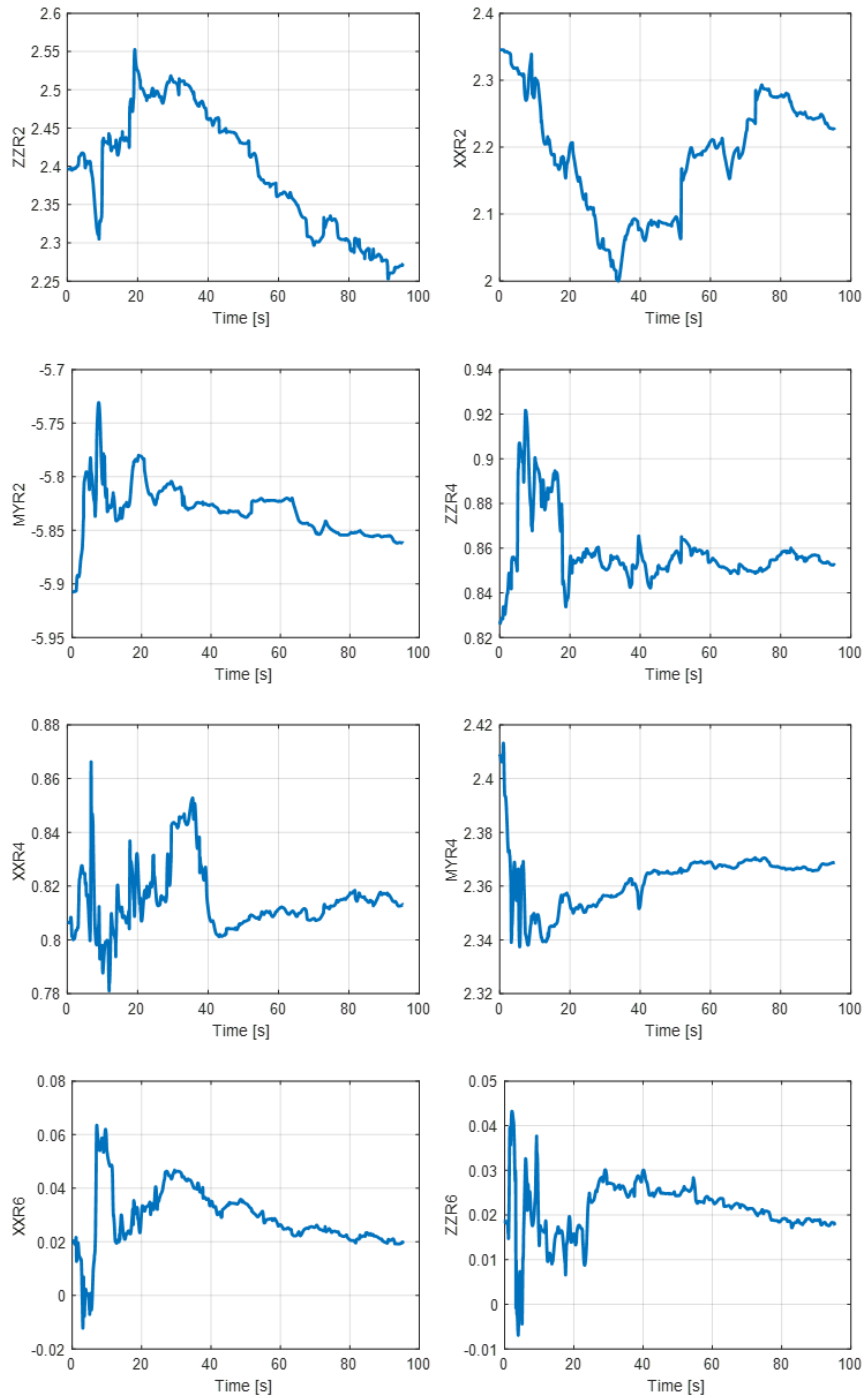 2.6
2.55
2.5
2.45
2.4
2.35
2.3
2.25
ZZR2
0 20 40 60 80 100
Time [s]
2.4
2.3
2.2
2.1
2
XXR2
0 20 40 60 80 100
Time [s]
-5.7
-5.75
-5.8
-5.85
-5.9
-5.95
MYR2
0 20 40 60 80 100
Time [s]
0.94
0.92
0.9
0.88
0.86
0.84
0.82
ZZR4
0 20 40 60 80 100
Time [s]
0.88
0.86
0.84
0.82
0.8
0.78
XXR4
0 20 40 60 80 100
Time [s]
2.42
2.4
2.38
2.36
2.34
2.32
MYR4
0 20 40 60 80 100
Time [s]
0.08
0.06
0.04
0.02
0
-0.02
XXR6
0 20 40 60 80 100
Time [s]
0.05
0.04
0.03
0.02
0.01
0
-0.01
ZZR6
0 20 40 60 80 100
Time [s]